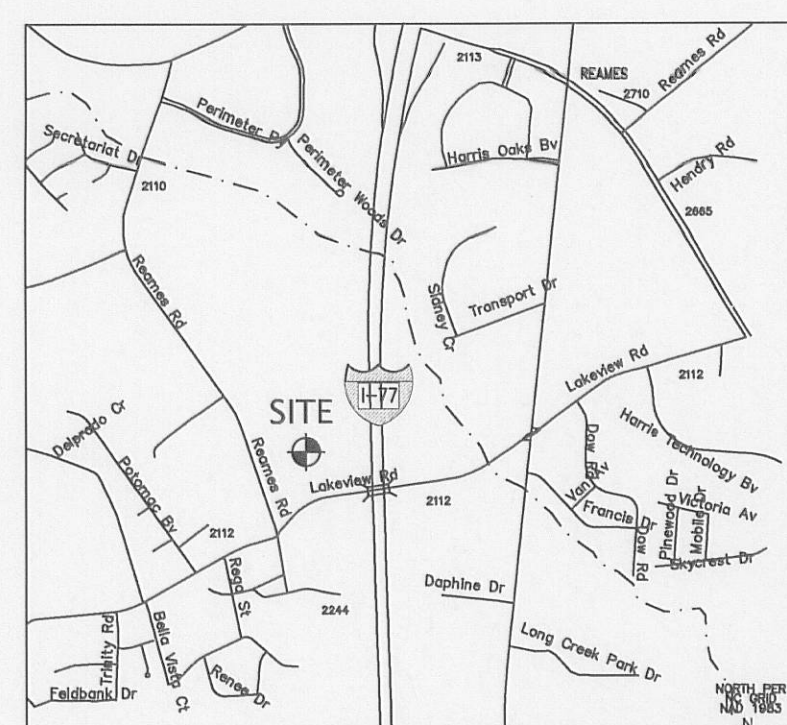 2113
REAMES
2710
Reames Rd
Perimeter Py
Secretariat Dr
Perimeter Woods Dr
Harris Oaks Bv
Hendry Rd
2110
2665
Reames Rd
Sidney Cr
Transport Dr
Lakeview Rd
2112
I-77
SITE
Delprado Cr
Potomac Bv
Reames Rd
Lakeview Rd
2112
2112
Dow Rd
Van Av
Francis Dr
Dow Rd
Harris Technology Bv
Pinewood Dr
Victoria Av
Mobile Dr
Skycrest Dr
Daphine Dr
Rego St
2244
Long Creek Park Dr
Trinity Rd
Bella Vista Ct
Renee Dr
Feldbank Dr
NORTH PER
NC GRID
NAD 1983
N